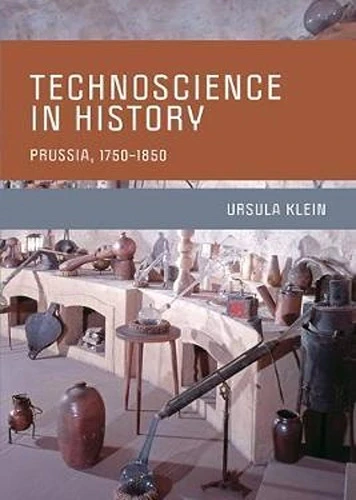 TECHNOSCIENCE
IN HISTORY
PRUSSIA, 1750–1850
URSULA KLEIN